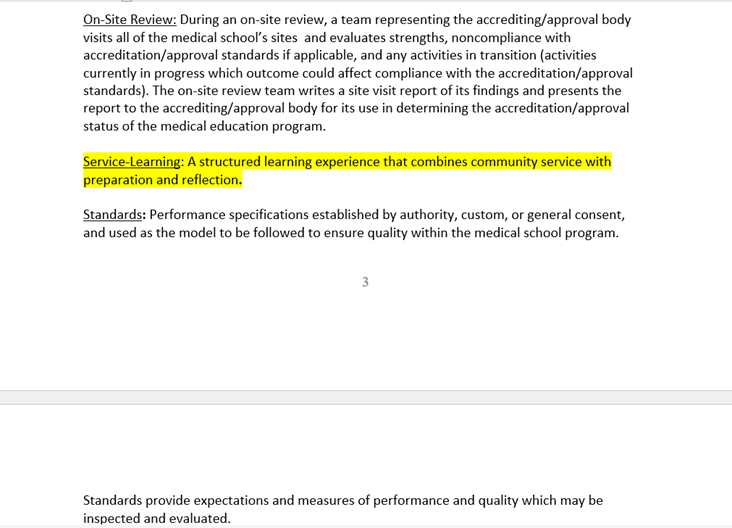 On-Site Review: During an on-site review, a team representing the accrediting/approval body
visits all of the medical school's sites  and evaluates strengths, noncompliance with
accreditation/approval standards if applicable, and any activities in transition (activities
currently in progress which outcome could affect compliance with the accreditation/approval
standards). The on-site review team writes a site visit report of its findings and presents the
report to the accrediting/approval body for its use in determining the accreditation/approval
status of the medical education program.
Service-Learning: A structured learning experience that combines community service with
preparation and reflection.
Standards: Performance specifications established by authority, custom, or general consent,
and used as the model to be followed to ensure quality within the medical school program.
3
Standards provide expectations and measures of performance and quality which may be
inspected and evaluated.